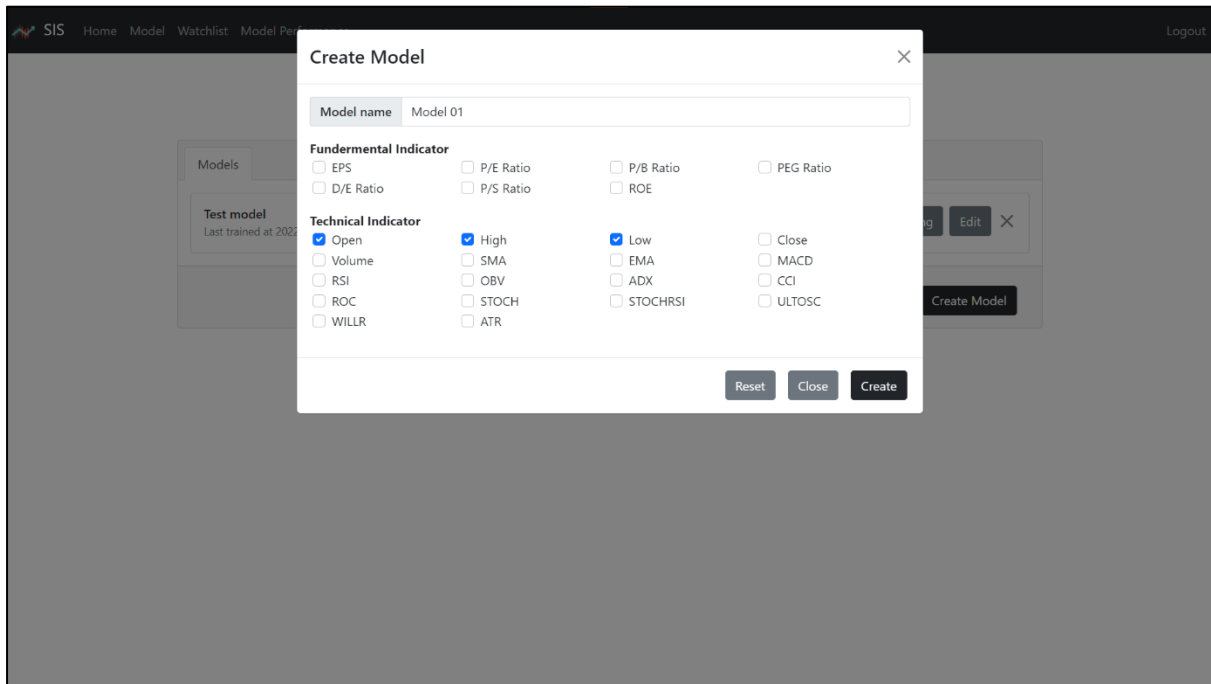 SIS Home Model Watchlist Model Logout
Create Model
Model name Model 01
Fundermental Indicator
EPS P/E Ratio P/B Ratio PEG Ratio
D/E Ratio P/S Ratio ROE
Models
Technical Indicator
Test model
Last trained at 2022
Edit
Open High Low Close
Volume SMA EMA MACD
RSI OBV ADX CCI
ROC STOCH STOCHRSI ULTOSC
WILLR ATR
Create Model
Reset Close Create